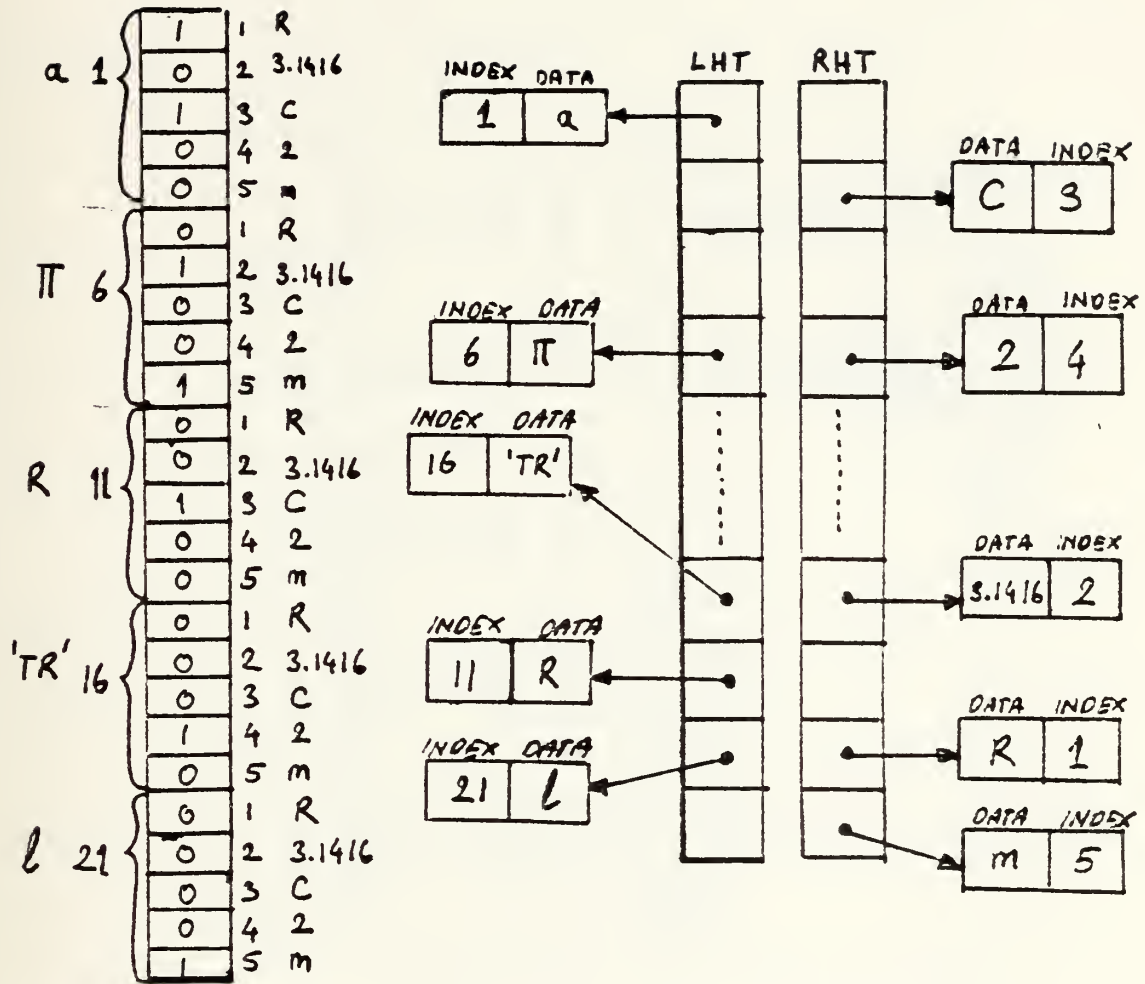 a 1
1 1 R
0 2 3.1416
1 3 C
0 4 2
0 5 m
Π 6
0 1 R
1 2 3.1416
0 3 C
0 4 2
1 5 m
R 11
0 1 R
0 2 3.1416
1 3 C
0 4 2
0 5 m
'TR' 16
0 1 R
0 2 3.1416
0 3 C
1 4 2
0 5 m
l 21
0 1 R
0 2 3.1416
0 3 C
0 4 2
1 5 m
LHT
INDEX DATA
1 a
INDEX DATA
6 Π
INDEX DATA
16 'TR'
INDEX DATA
11 R
INDEX DATA
21 l
RHT
DATA INDEX
C 3
DATA INDEX
2 4
DATA INDEX
3.1416 2
DATA INDEX
R 1
DATA INDEX
m 5